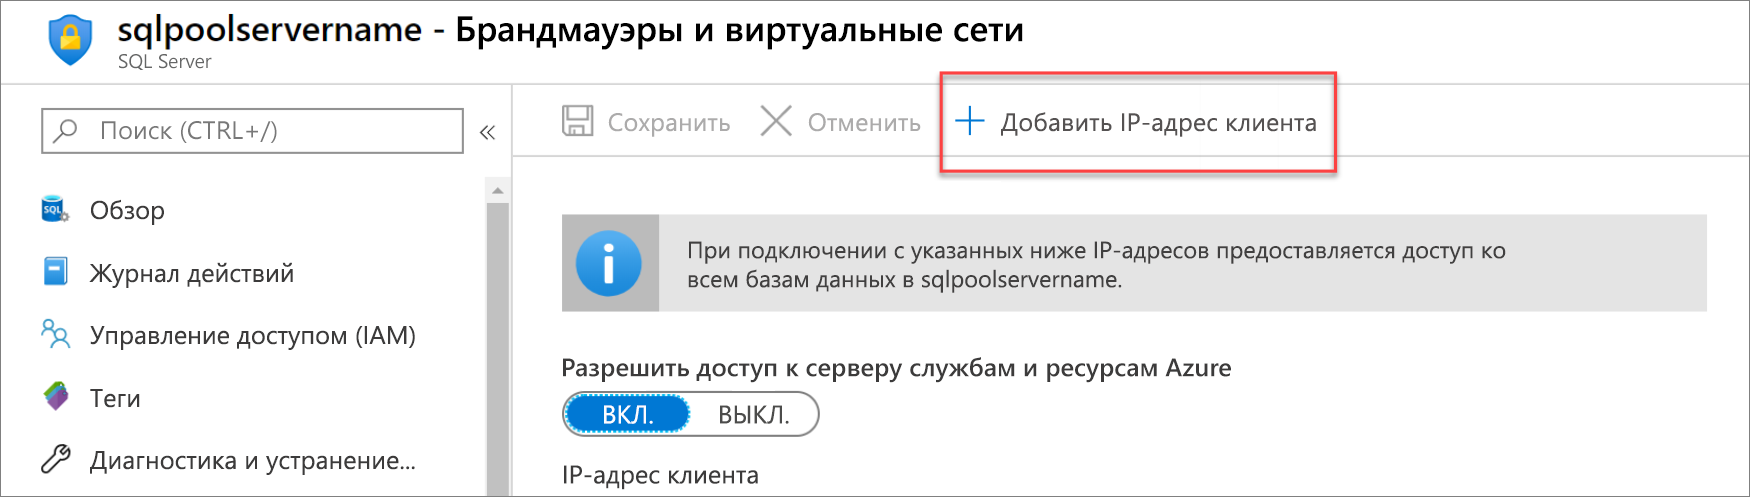 sqlpoolservername - Брандмауэры и виртуальные сети
SQL Server
Поиск (CTRL+/)
«
Сохранить
Отменить
Добавить IP-адрес клиента
SQL
Обзор
Журнал действий
Управление доступом (IAM)
Теги
Диагностика и устранение...
При подключении с указанных ниже IP-адресов предоставляется доступ ко
всем базам данных в sqlpoolservername.
Разрешить доступ к серверу службам и ресурсам Azure
ВКЛ. ВЫКЛ.
IP-адрес клиента